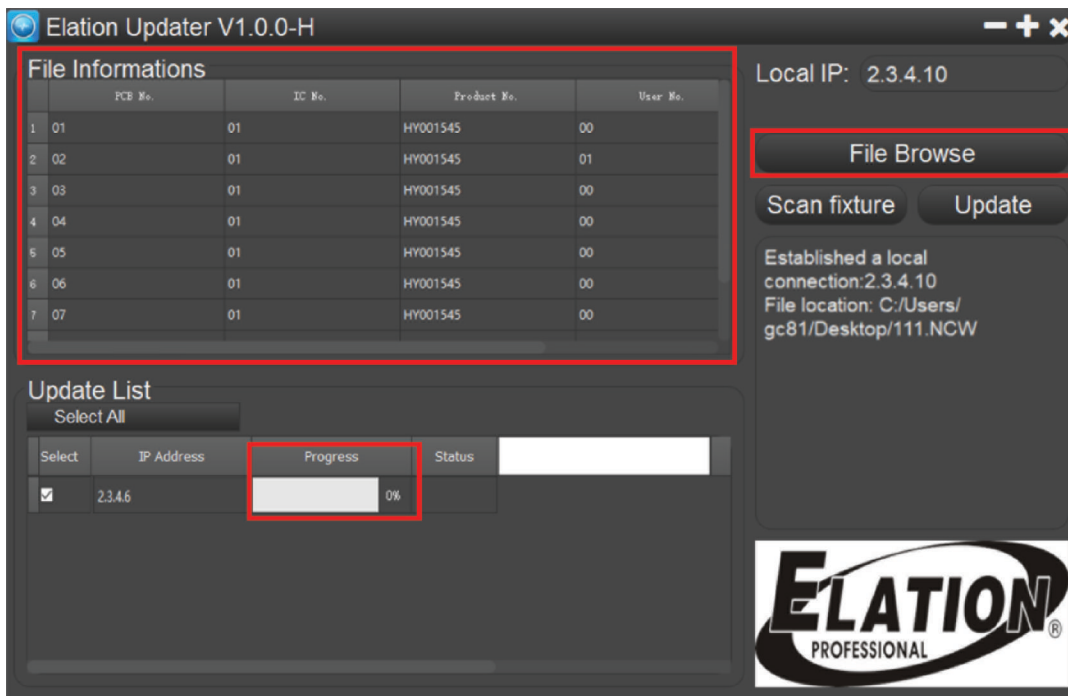 Elation Updater V1.0.0-H
File Informations
PCB No. IC No. Product No. User No.
1 01 01 HY001545 00
2 02 01 HY001545 01
3 03 01 HY001545 00
4 04 01 HY001545 00
5 05 01 HY001545 00
6 06 01 HY001545 00
7 07 01 HY001545 00
Update List
Select All
Select IP Address Progress Status
2.3.4.6 0%
Local IP: 2.3.4.10
File Browse
Scan fixture Update
Established a local
connection:2.3.4.10
File location: C:/Users/
gc81/Desktop/111.NCW
ELATION®
PROFESSIONAL